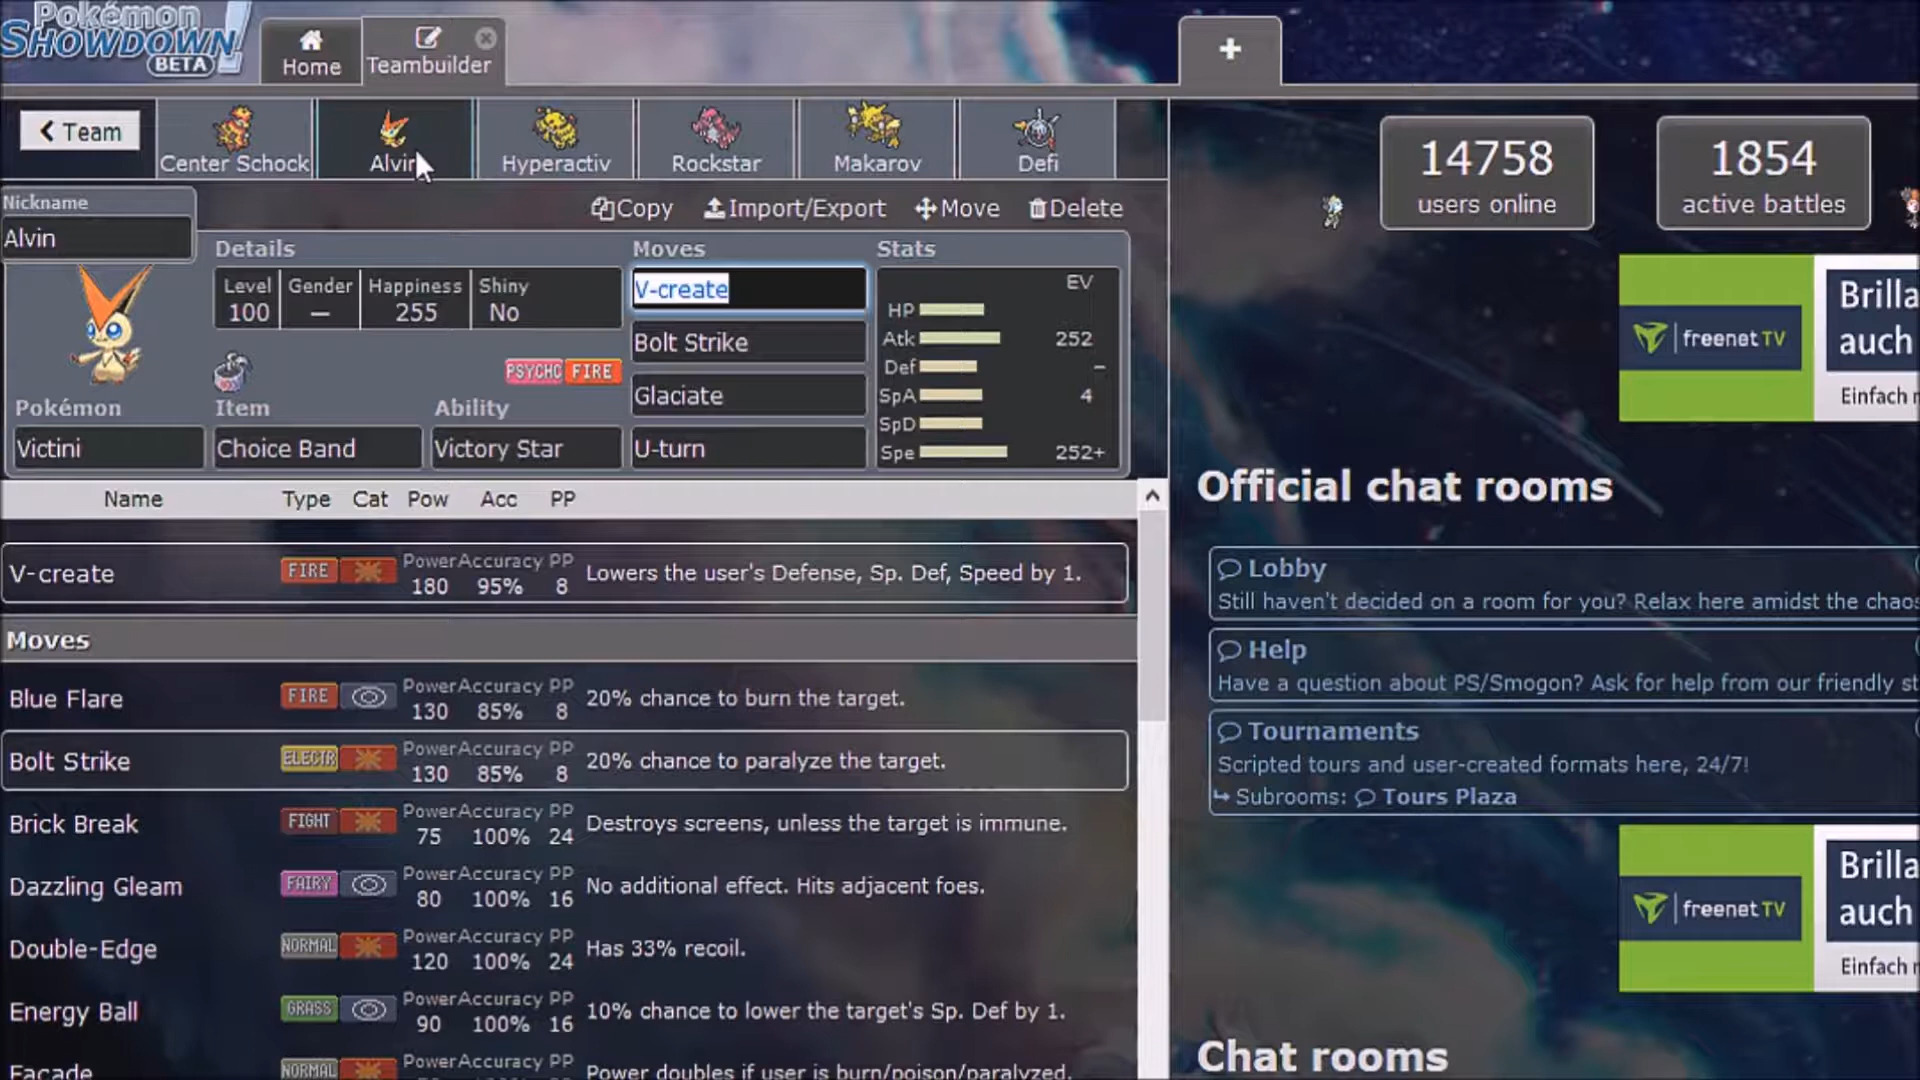 Pokémon
SHOWDOWN!
BETA
Home
Teambuilder
+
Team
Center Schock
Alvin
Hyperactiv
Rockstar
Makarov
Defi
14758
users online
1854
active battles
Nickname
Alvin
Copy
Import/Export
Move
Delete
Details
Moves
Stats
Level
100
Gender
—
Happiness
255
Shiny
No
V-create
Bolt Strike
Glaciate
U-turn
EV
HP
Atk 252
Def –
SpA 4
SpD
Spe 252+
PSYCHC FIRE
Pokémon
Victini
Item
Choice Band
Ability
Victory Star
Name Type Cat Pow Acc PP
V-create FIRE Power 180 Accuracy 95% PP 8 Lowers the user's Defense, Sp. Def, Speed by 1.
Moves
Blue Flare FIRE Power 130 Accuracy 85% PP 8 20% chance to burn the target.
Bolt Strike ELECTR Power 130 Accuracy 85% PP 8 20% chance to paralyze the target.
Brick Break FIGHT Power 75 Accuracy 100% PP 24 Destroys screens, unless the target is immune.
Dazzling Gleam FAIRY Power 80 Accuracy 100% PP 16 No additional effect. Hits adjacent foes.
Double-Edge NORMAL Power 120 Accuracy 100% PP 24 Has 33% recoil.
Energy Ball GRASS Power 90 Accuracy 100% PP 16 10% chance to lower the target's Sp. Def by 1.
Facade NORMAL Power Accuracy PP Power doubles if user is burn/poison/paralyzed.
freenet TV
Brilla
auch
Einfach
Official chat rooms
Lobby
Still haven't decided on a room for you? Relax here amidst the chaos
Help
Have a question about PS/Smogon? Ask for help from our friendly st
Tournaments
Scripted tours and user-created formats here, 24/7!
Subrooms: Tours Plaza
freenet TV
Brilla
auch
Einfach
Chat rooms